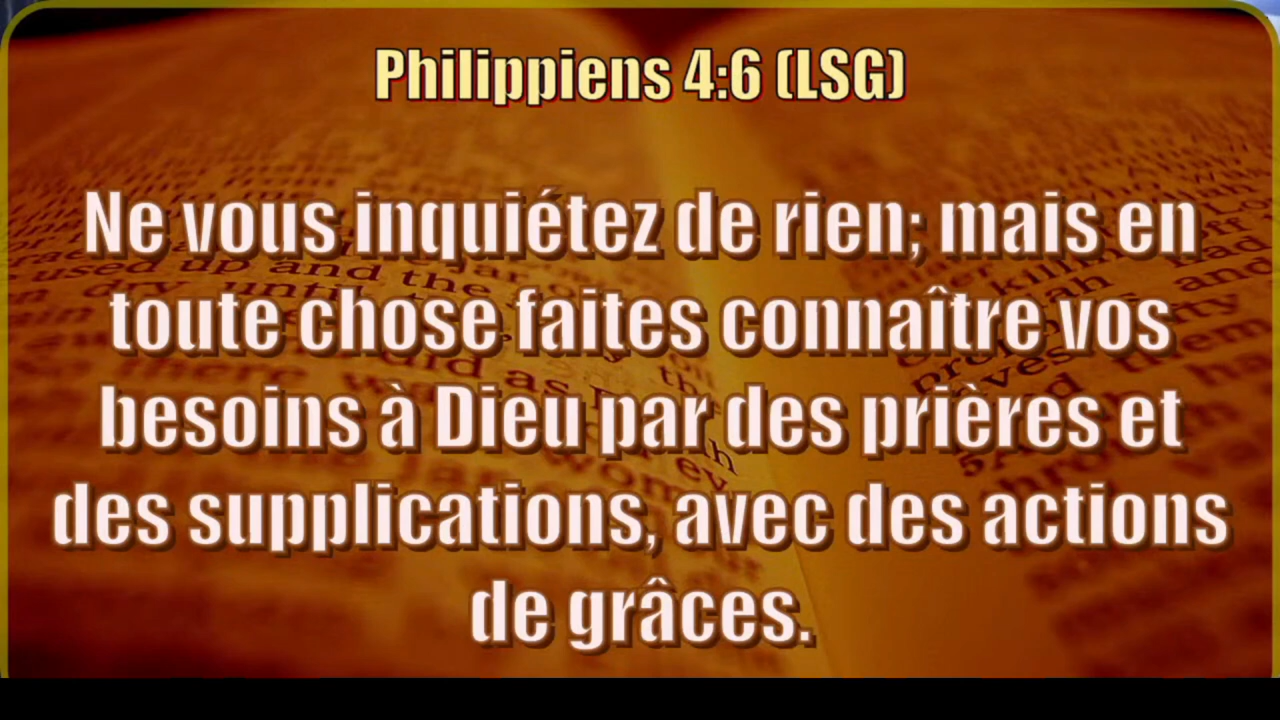 Philippiens 4:6 (LSG)
Ne vous inquiétez de rien; mais en
toute chose faites connaître vos
besoins à Dieu par des prières et
des supplications, avec des actions
de grâces.